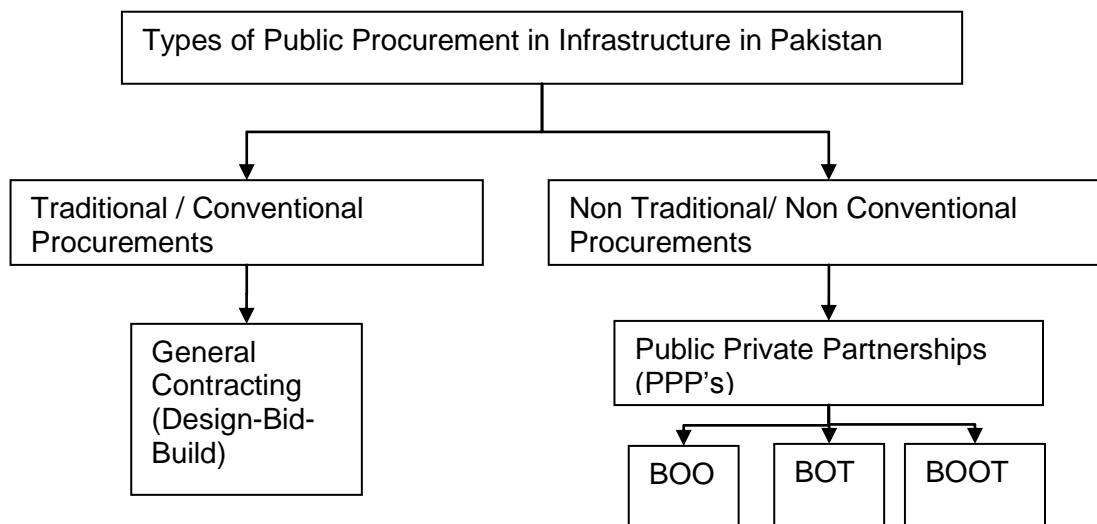 Types of Public Procurement in Infrastructure in Pakistan
Traditional / Conventional
Procurements
Non Traditional/ Non Conventional
Procurements
General
Contracting
(Design-Bid-
Build)
Public Private Partnerships
(PPP's)
BOO
BOT
BOOT